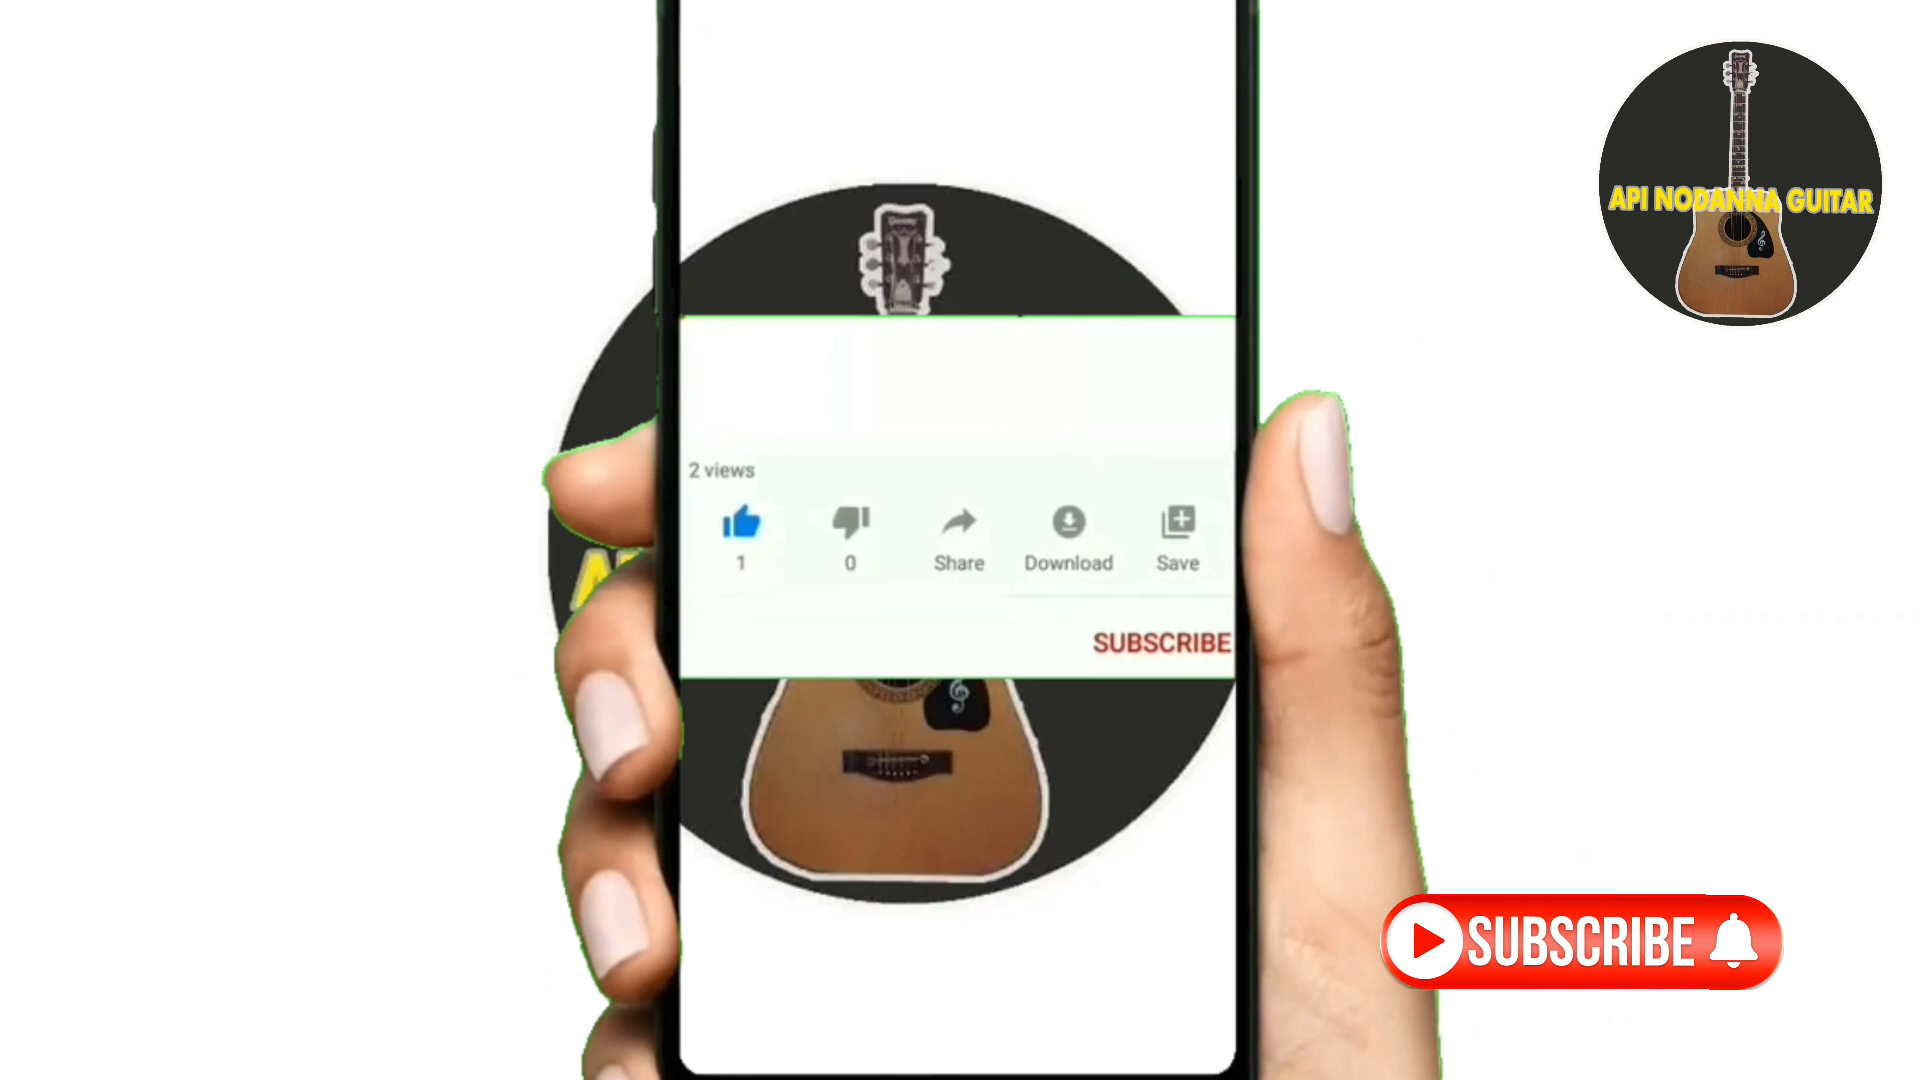 API NODANNA GUITAR
2 views
1
0
Share
Download
Save
SUBSCRIBE
SUBSCRIBE